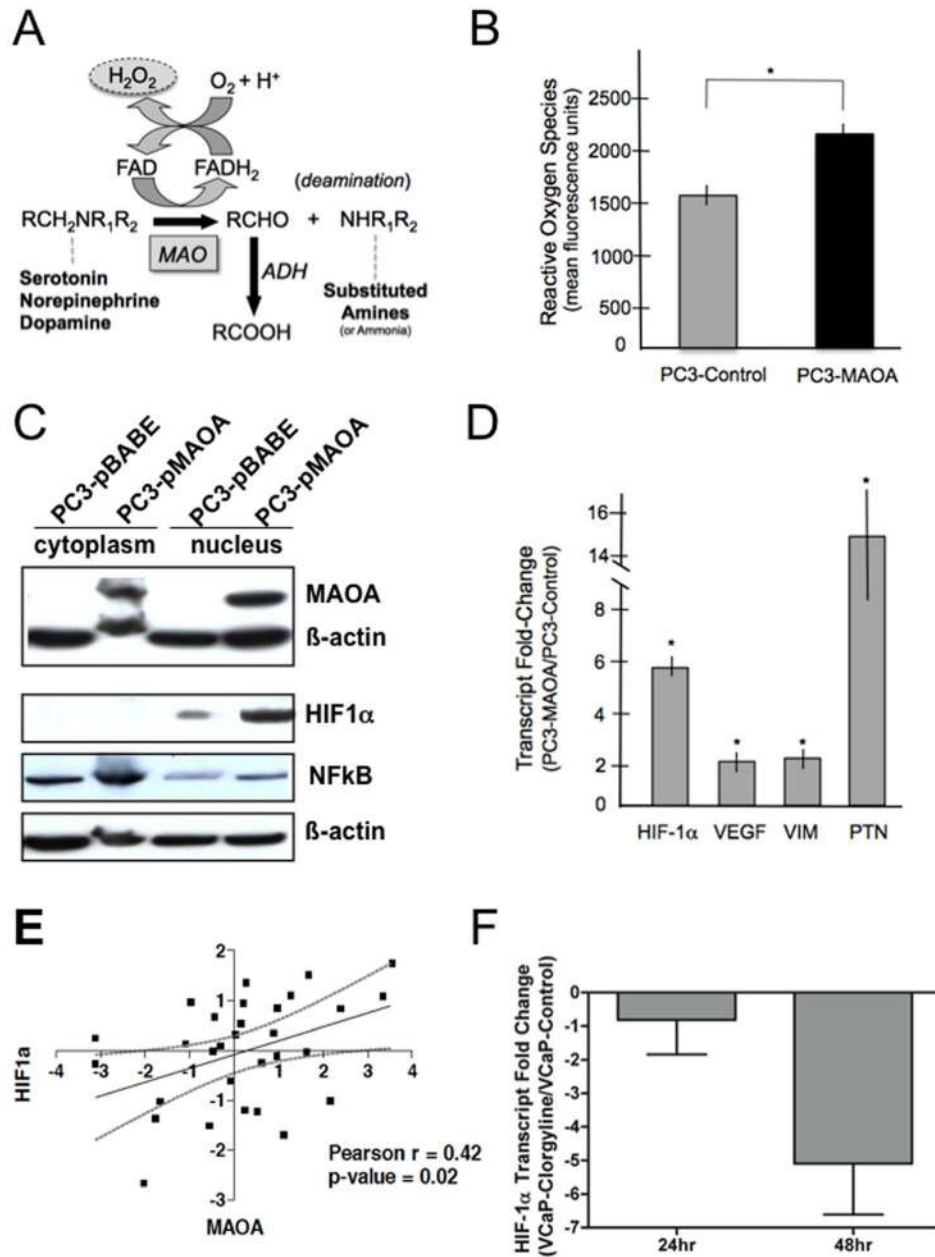 A
H₂O₂
O₂ + H⁺
FAD
FADH₂
(deamination)
RCH₂NR₁R₂
RCHO
+
NHR₁R₂
MAO
ADH
Serotonin
Norepinephrine
Dopamine
Substituted
Amines
(or Ammonia)
RCOOH
B
Reactive Oxygen Species
(mean fluorescence units)
2500
2000
1500
1000
500
0
*
PC3-Control
PC3-MAOA
C
PC3-pBABE
PC3-pMAOA
PC3-pBABE
PC3-pMAOA
cytoplasm
nucleus
MAOA
ß-actin
HIF1α
NFkB
ß-actin
D
Transcript Fold-Change
(PC3-MAOA/PC3-Control)
16
14
8
6
4
2
0
*
*
*
*
HIF-1α
VEGF
VIM
PTN
E
HIF1a
2
1
-1
-2
-3
-4
-3
-2
-1
0
1
2
3
4
Pearson r = 0.42
p-value = 0.02
MAOA
F
HIF-1α Transcript Fold Change
(VCaP-Clorgyline/VCaP-Control)
0
-1
-2
-3
-4
-5
-6
-7
24hr
48hr